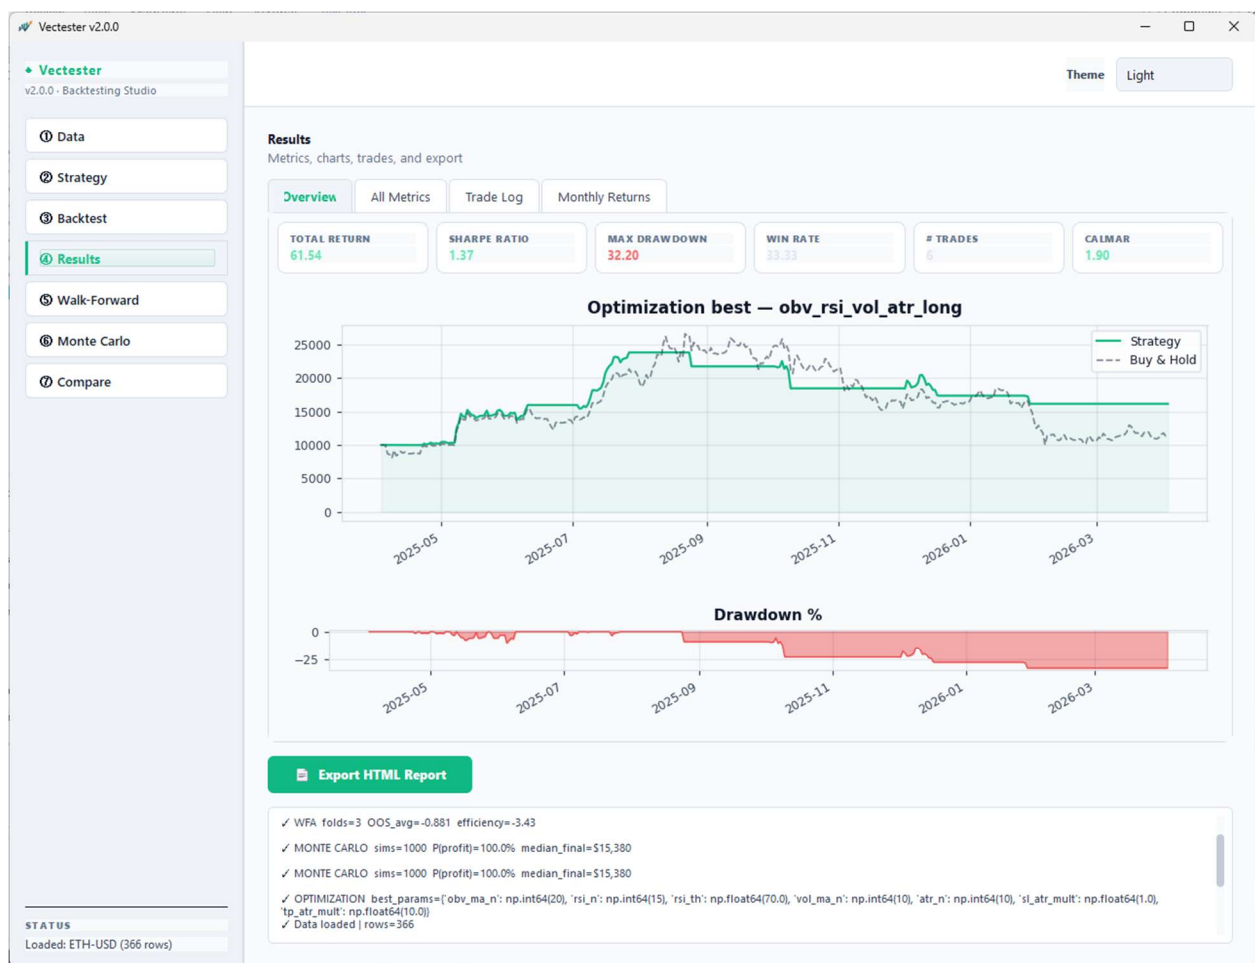 Vectester v2.0.0
Vectester
v2.0.0 · Backtesting Studio
① Data
② Strategy
③ Backtest
④ Results
⑤ Walk-Forward
⑥ Monte Carlo
⑦ Compare
STATUS
Loaded: ETH-USD (366 rows)
Theme Light
Results
Metrics, charts, trades, and export
Overview All Metrics Trade Log Monthly Returns
TOTAL RETURN SHARPE RATIO MAX DRAWDOWN WIN RATE # TRADES CALMAR
61.54 1.37 32.20 33.33 6 1.90
Optimization best — obv_rsi_vol_atr_long
Strategy
Buy & Hold
25000
20000
15000
10000
5000
0
2025-05 2025-07 2025-09 2025-11 2026-01 2026-03
Drawdown %
0
−25
2025-05 2025-07 2025-09 2025-11 2026-01 2026-03
Export HTML Report
✓ WFA folds=3 OOS_avg=-0.881 efficiency=-3.43
✓ MONTE CARLO sims=1000 P(profit)=100.0% median_final=$15,380
✓ MONTE CARLO sims=1000 P(profit)=100.0% median_final=$15,380
✓ OPTIMIZATION best_params={'obv_ma_n': np.int64(20), 'rsi_n': np.int64(15), 'rsi_th': np.float64(70.0), 'vol_ma_n': np.int64(10), 'atr_n': np.int64(10), 'sl_atr_mult': np.float64(1.0),
'tp_atr_mult': np.float64(10.0)}
✓ Data loaded | rows=366